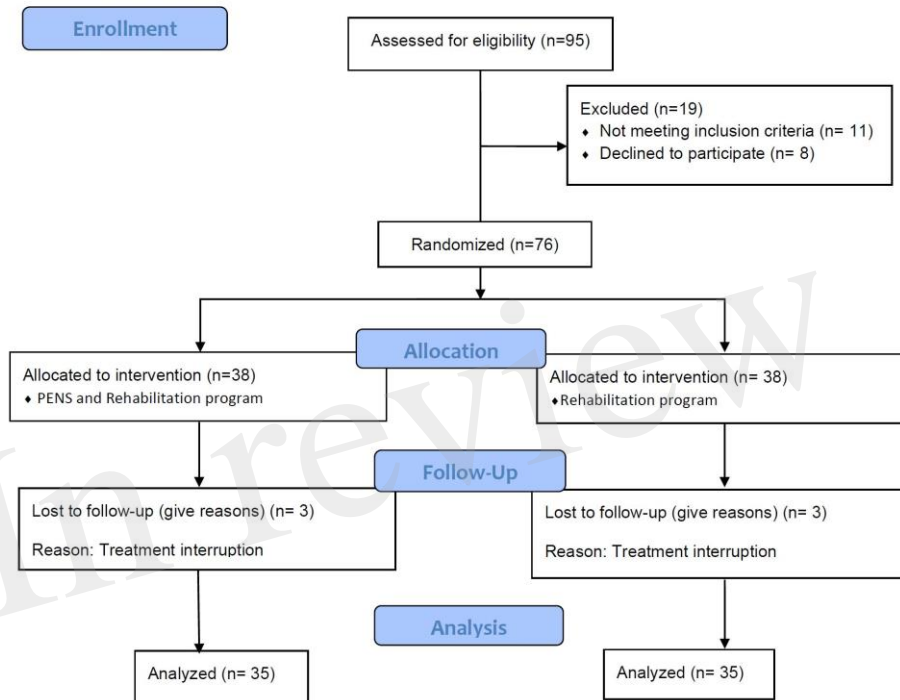 Enrollment
Assessed for eligibility (n=95)
Excluded (n=19)
♦ Not meeting inclusion criteria (n= 11)
♦ Declined to participate (n= 8)
Randomized (n=76)
Allocation
Allocated to intervention (n=38)
♦ PENS and Rehabilitation program
Allocated to intervention (n= 38)
♦Rehabilitation program
Follow-Up
Lost to follow-up (give reasons) (n= 3)
Reason: Treatment interruption
Lost to follow-up (give reasons) (n= 3)
Reason: Treatment interruption
Analysis
Analyzed (n= 35)
Analyzed (n= 35)
In review